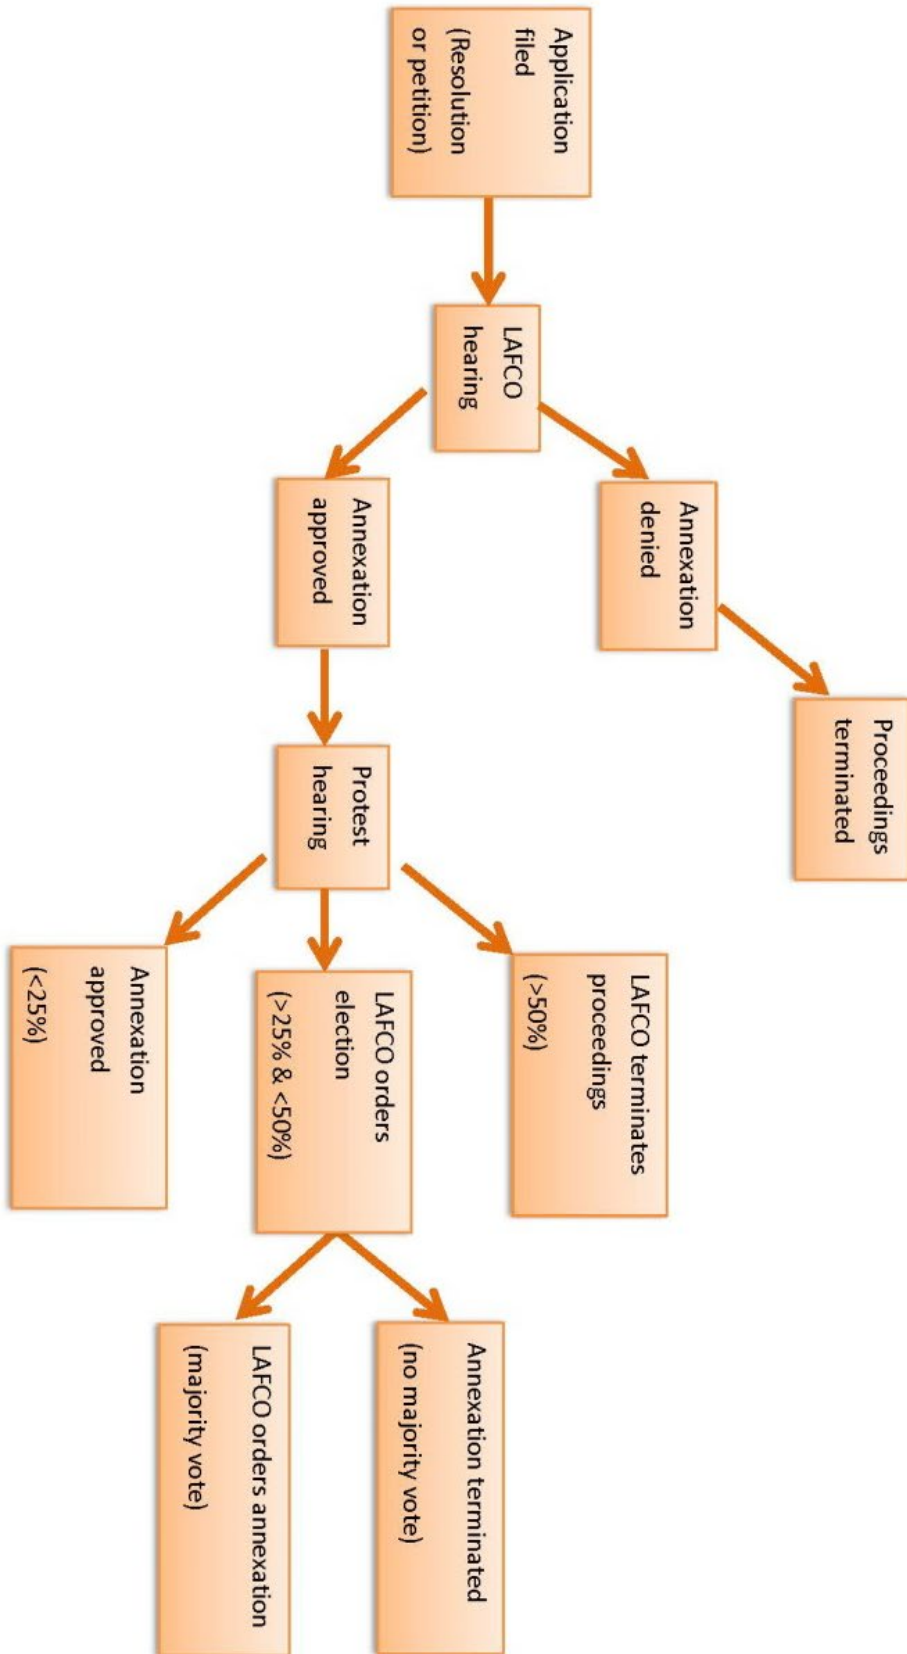 Application
filed
(Resolution
or petition)
LAFCO
hearing
Annexation
denied
Proceedings
terminated
Annexation
approved
Protest
hearing
LAFCO terminates
proceedings
(>50%)
LAFCO orders
election
(>25% & <50%)
Annexation
approved
(<25%)
Annexation terminated
(no majority vote)
LAFCO orders annexation
(majority vote)